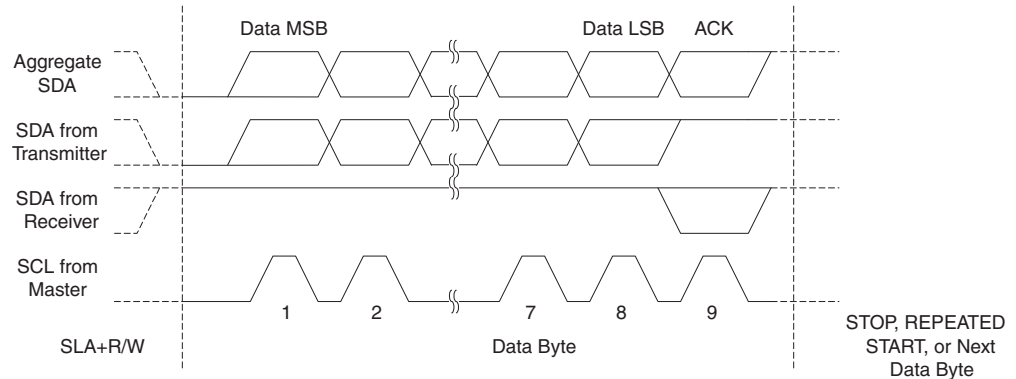 Data MSB
Data LSB
ACK
Aggregate
SDA
SDA from
Transmitter
SDA from
Receiver
SCL from
Master
1
2
7
8
9
SLA+R/W
Data Byte
STOP, REPEATED
START, or Next
Data Byte